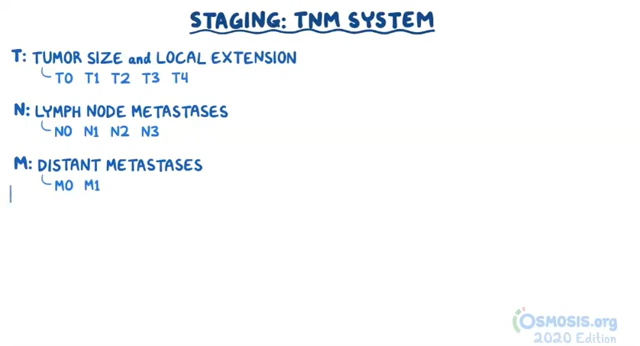 STAGING: TNM SYSTEM
T: TUMOR SIZE and LOCAL EXTENSION
T0 T1 T2 T3 T4
N: LYMPH NODE METASTASES
N0 N1 N2 N3
M: DISTANT METASTASES
M0 M1
OSMOSIS.org
2020 Edition